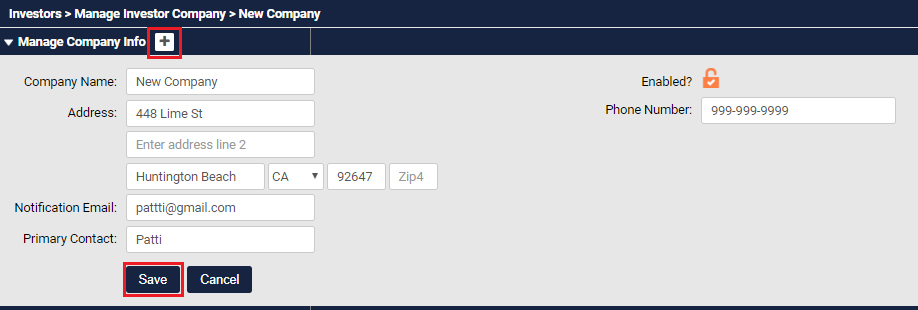 Investors > Manage Investor Company > New Company
Manage Company Info +
Company Name: New Company Enabled?
Address: 448 Lime St Phone Number: 999-999-9999
Enter address line 2
Huntington Beach CA 92647 Zip4
Notification Email: pattti@gmail.com
Primary Contact: Patti
Save Cancel